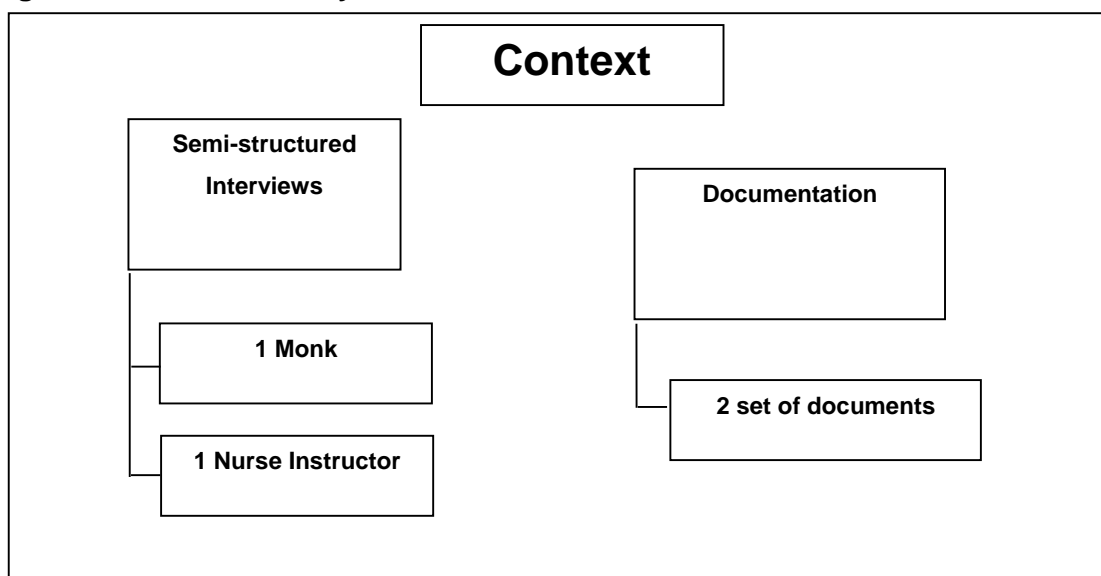 Context
Semi-structured
Interviews
1 Monk
1 Nurse Instructor
Documentation
2 set of documents